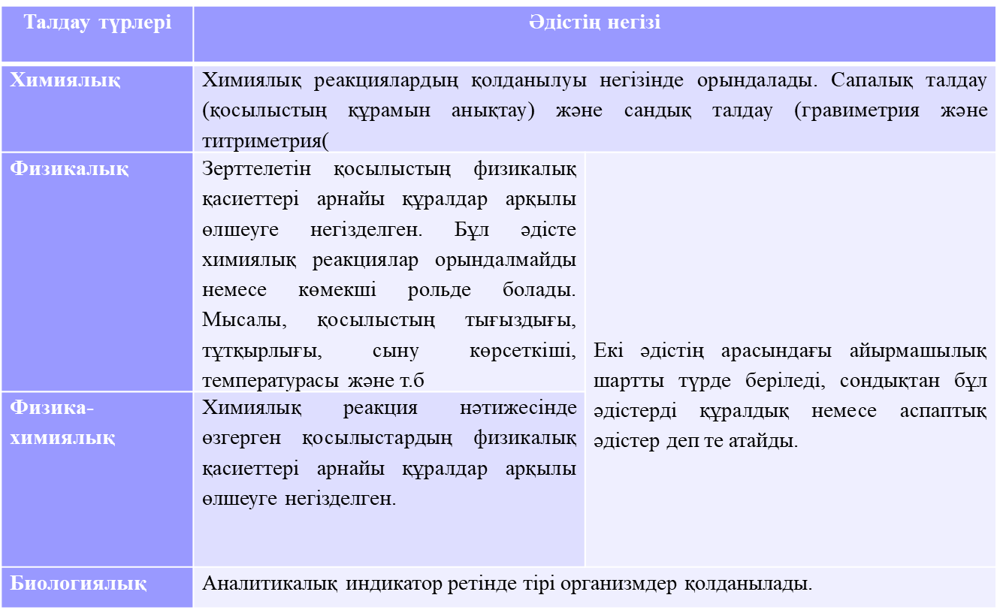 Талдау түрлері
Әдістің негізі
Химиялық
Химиялық реакциялардың қолданылуы негізінде орындалады. Сапалық талдау
(қосылыстың құрамын анықтау) және сандық талдау (гравиметрия және
титриметрия(
Физикалық
Зерттелетін қосылыстың физикалық
қасиеттері арнайы құралдар арқылы
өлшеуге негізделген. Бұл әдісте
химиялық реакциялар орындалмайды
немесе көмекші рольде болады.
Мысалы, қосылыстың тығыздығы,
тұтқырлығы, сыну көрсеткіші,
температурасы және т.б
Екі әдістің арасындағы айырмашылық
шартты түрде беріледі, сондықтан бұл
әдістерді құралдық немесе аспаптық
әдістер деп те атайды.
Физика-
химиялық
Химиялық реакция нәтижесінде
өзгерген қосылыстардың физикалық
қасиеттері арнайы құралдар арқылы
өлшеуге негізделген.
Биологиялық
Аналитикалық индикатор ретінде тірі организмдер қолданылады.